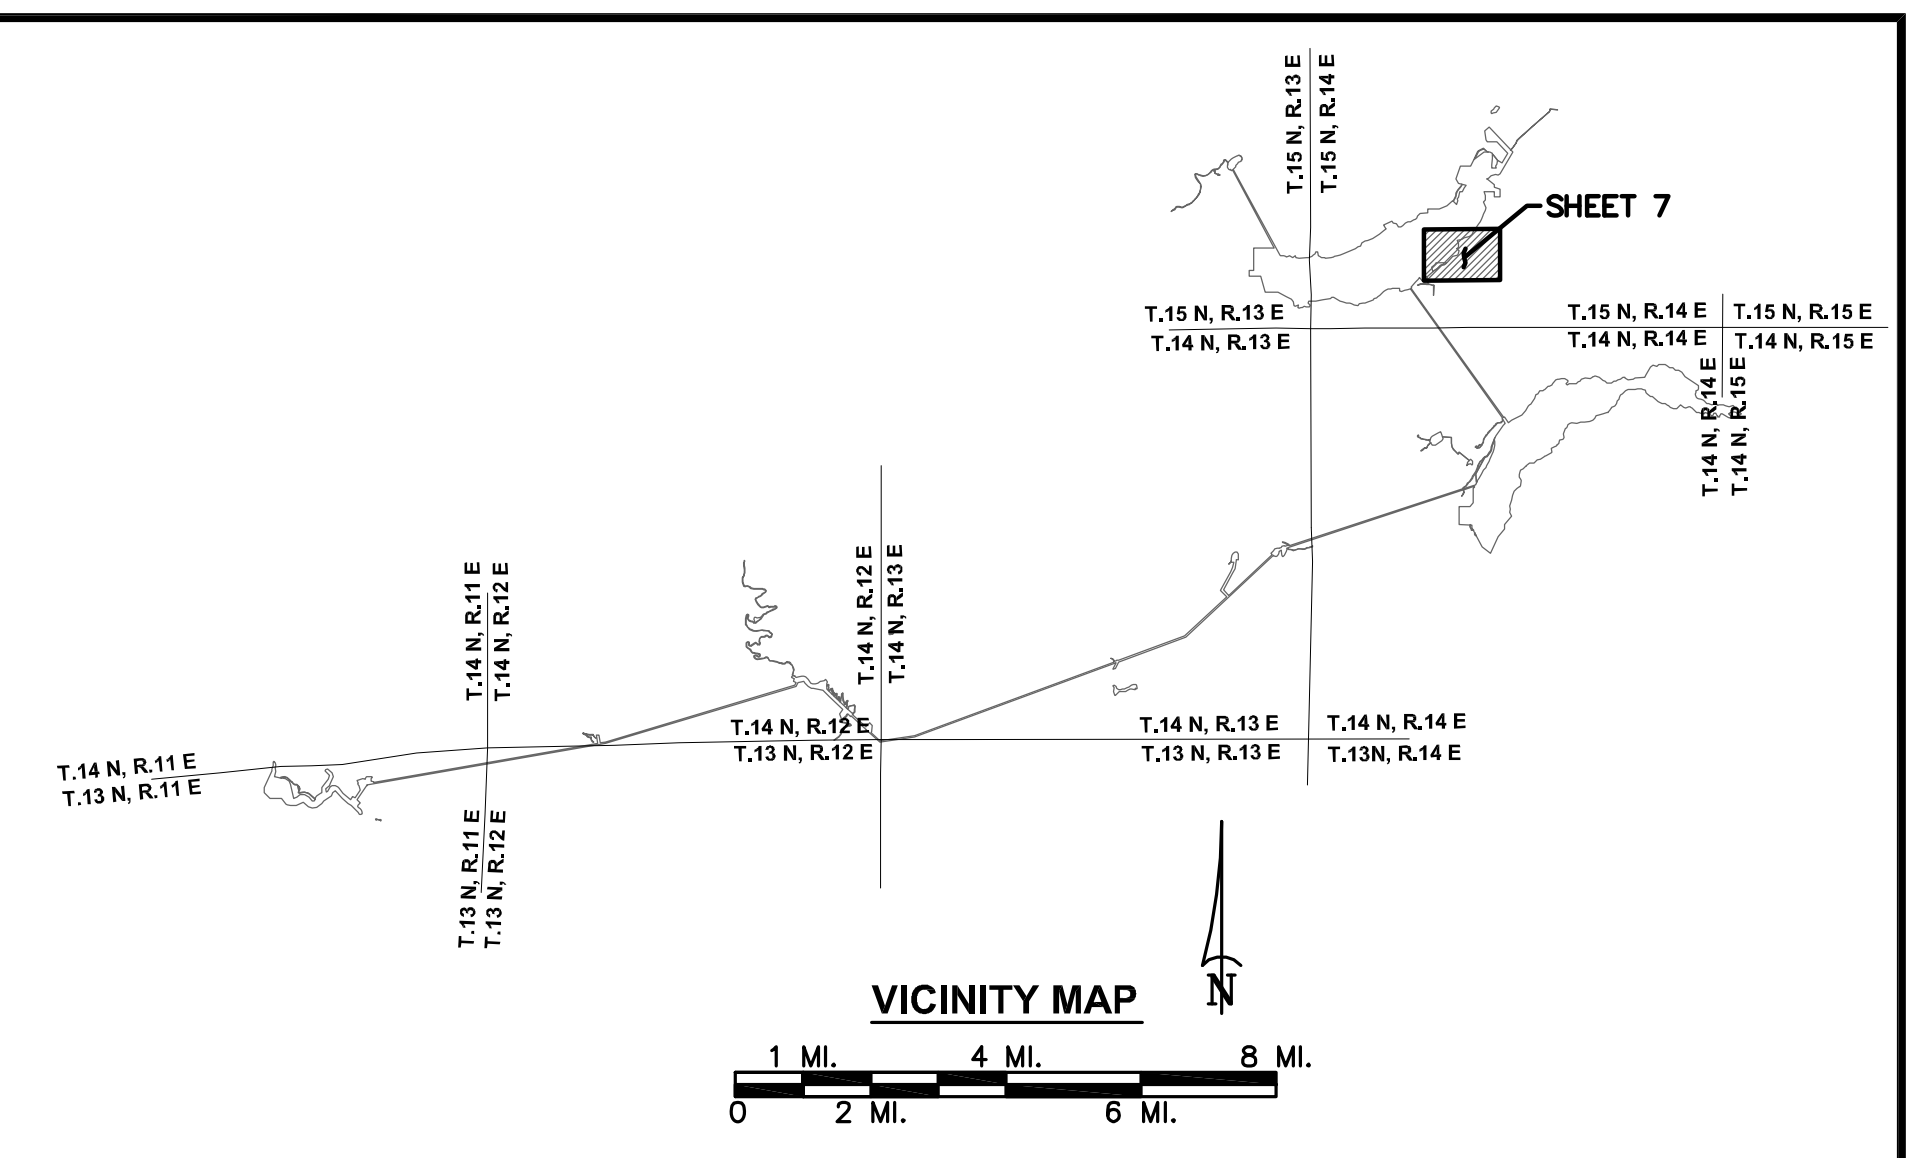 T.15 N, R.13 E
T.15 N, R.14 E
SHEET 7
T.15 N, R.13 E
T.14 N, R.13 E
T.15 N, R.14 E
T.14 N, R.14 E
T.15 N, R.15 E
T.14 N, R.15 E
T.14 N, R.14 E
T.14 N, R.15 E
T.14 N, R.11 E
T.14 N, R.12 E
T.14 N, R.12 E
T.14 N, R.13 E
T.14 N, R.12 E
T.13 N, R.12 E
T.14 N, R.13 E
T.13 N, R.13 E
T.14 N, R.14 E
T.13N, R.14 E
T.14 N, R.11 E
T.13 N, R.11 E
T.13 N, R.11 E
T.13 N, R.12 E
N
VICINITY MAP
1 MI. 4 MI. 8 MI.
0 2 MI. 6 MI.